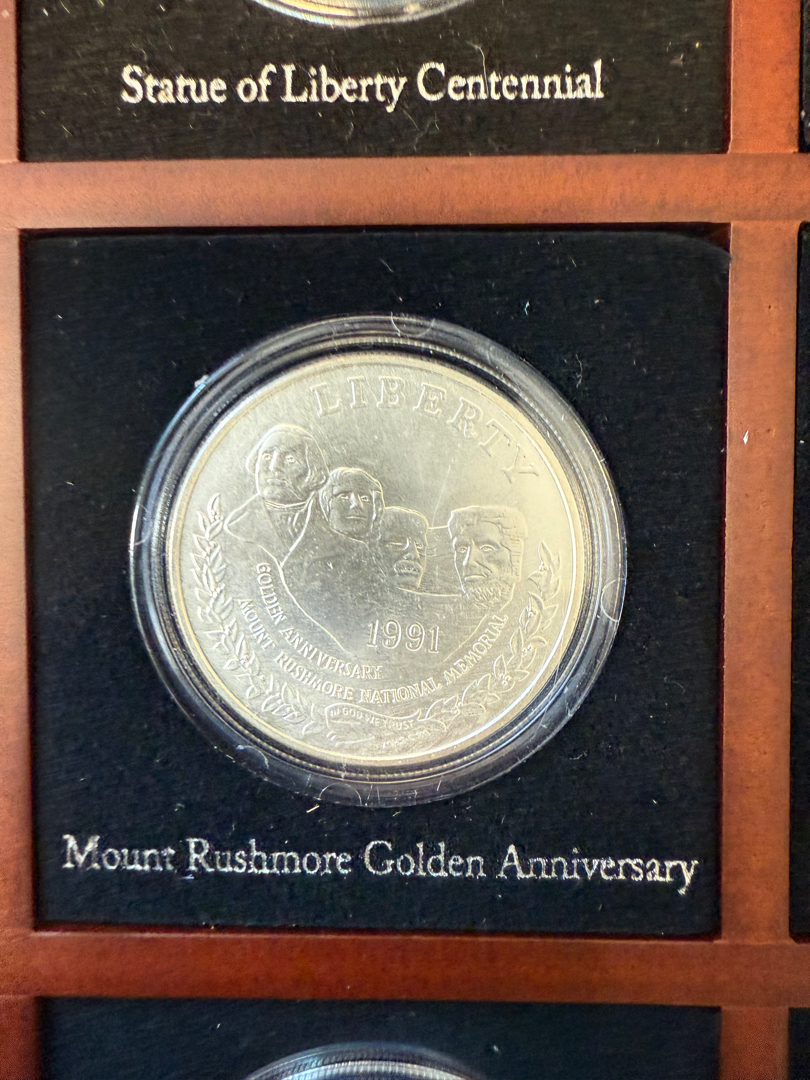 Statue of Liberty Centennial
LIBERTY
1991
GOLDEN ANNIVERSARY
MOUNT RUSHMORE NATIONAL MEMORIAL
IN GOD WE TRUST
Mount Rushmore Golden Anniversary